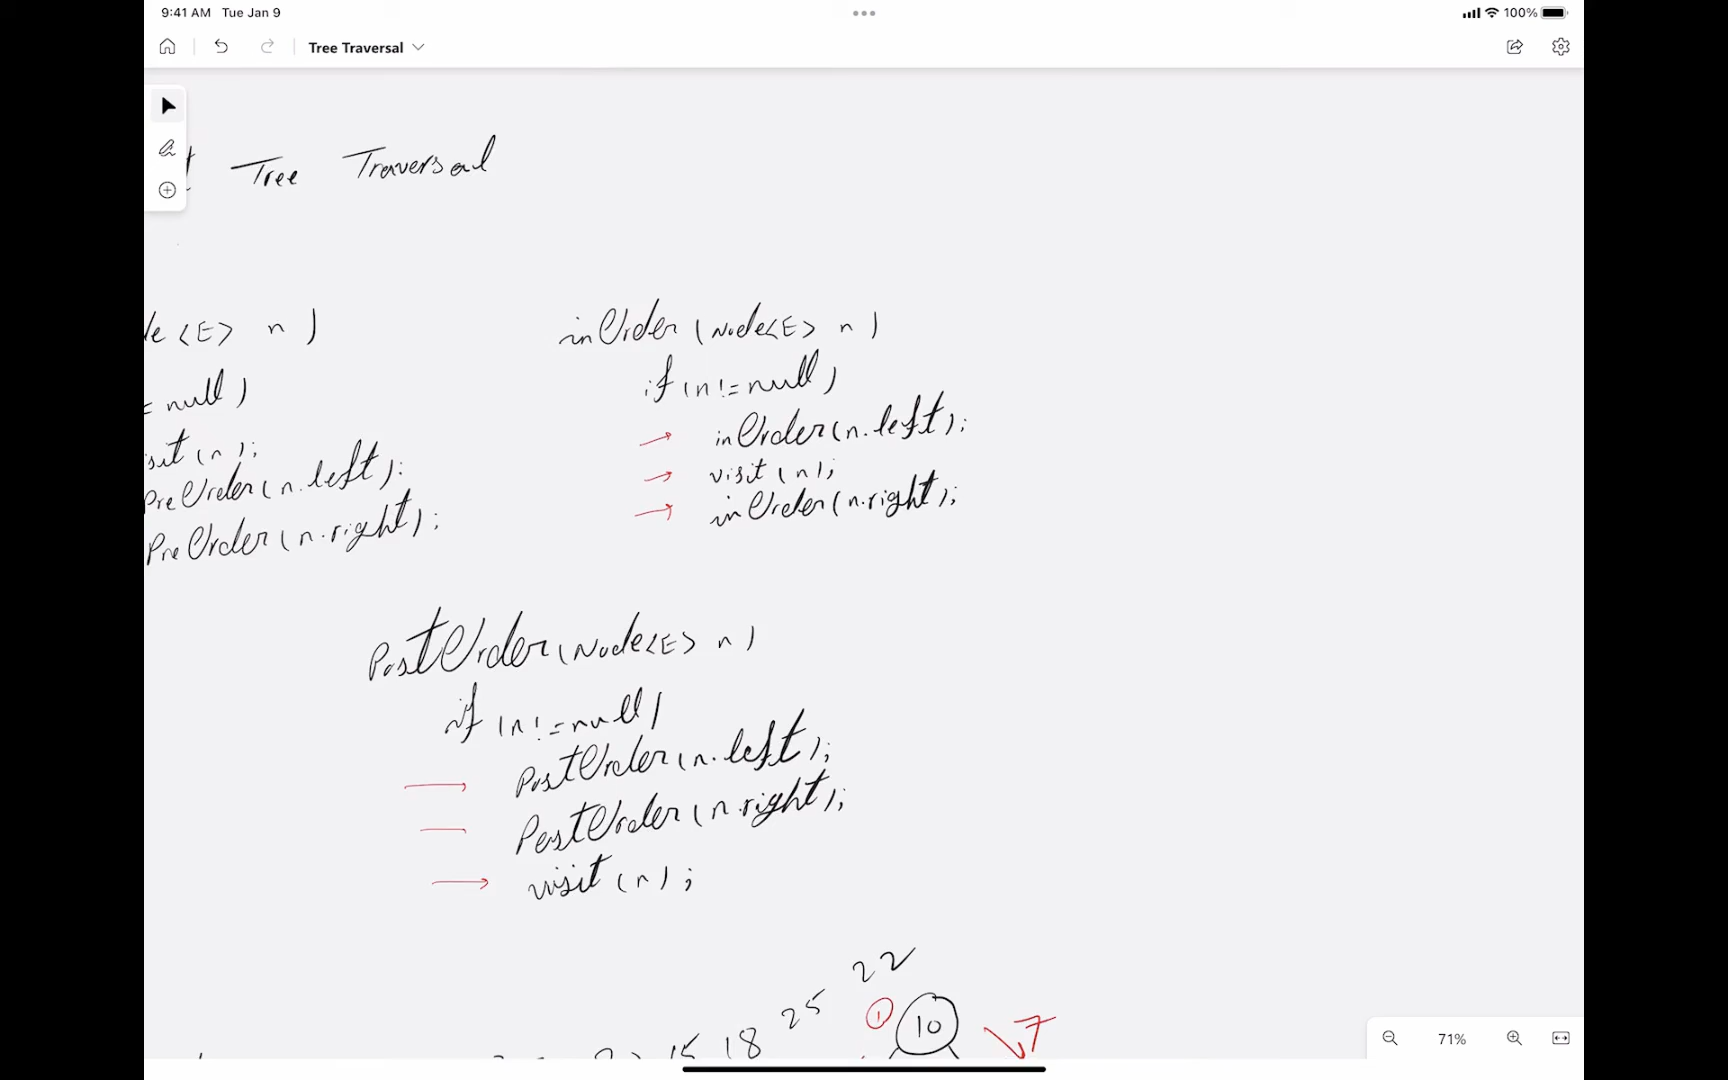 9:41 AM Tue Jan 9
100%
Tree Traversal
Tree Traversal
de <E> n )
= null )
sit (n);
PreOrder (n.left);
PreOrder (n.right);
inOrder (Node<E> n )
if (n != null)
inOrder (n.left);
visit (n);
inOrder (n.right);
PostOrder (Node<E> n )
if (n != null)
PostOrder (n.left);
PostOrder (n.right);
visit (n) ;
22
25
1
10
7
15 18
71%